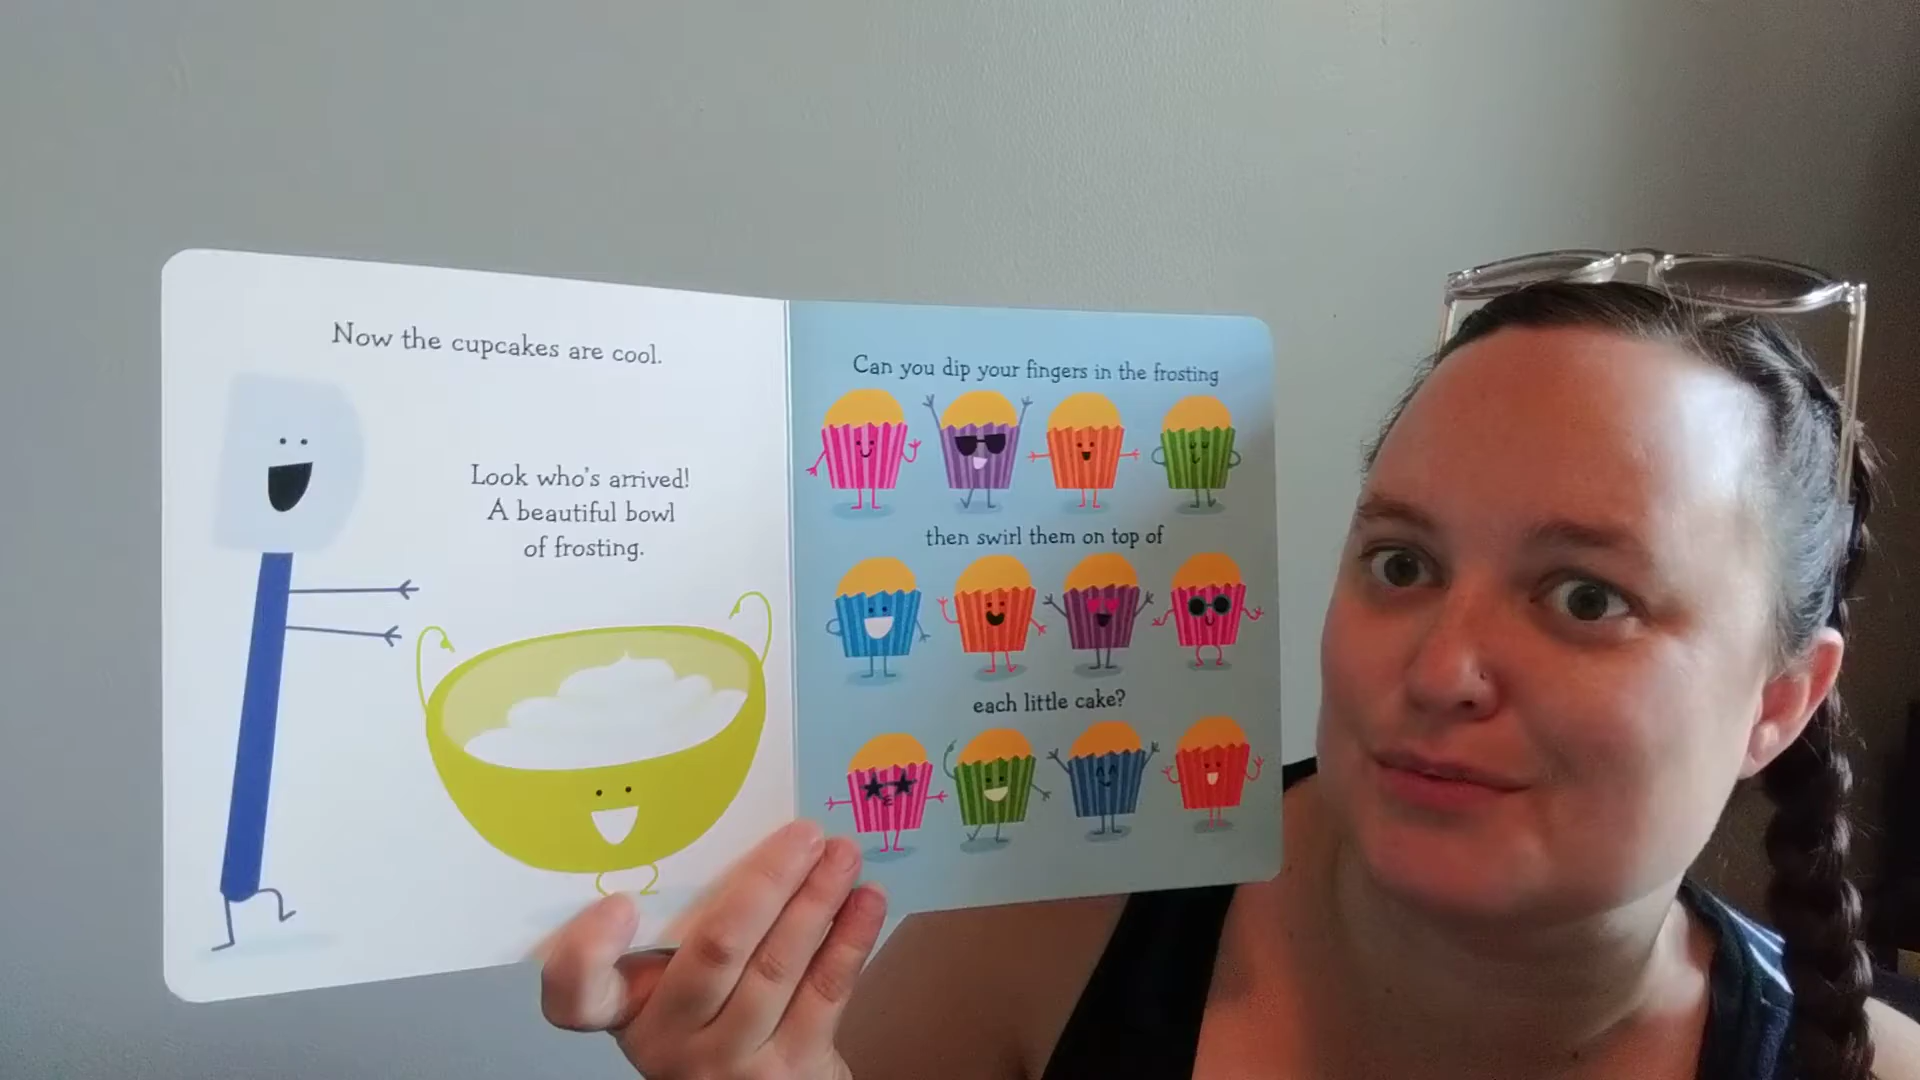 Now the cupcakes are cool.
Look who's arrived!
A beautiful bowl
of frosting.
Can you dip your fingers in the frosting
then swirl them on top of
each little cake?